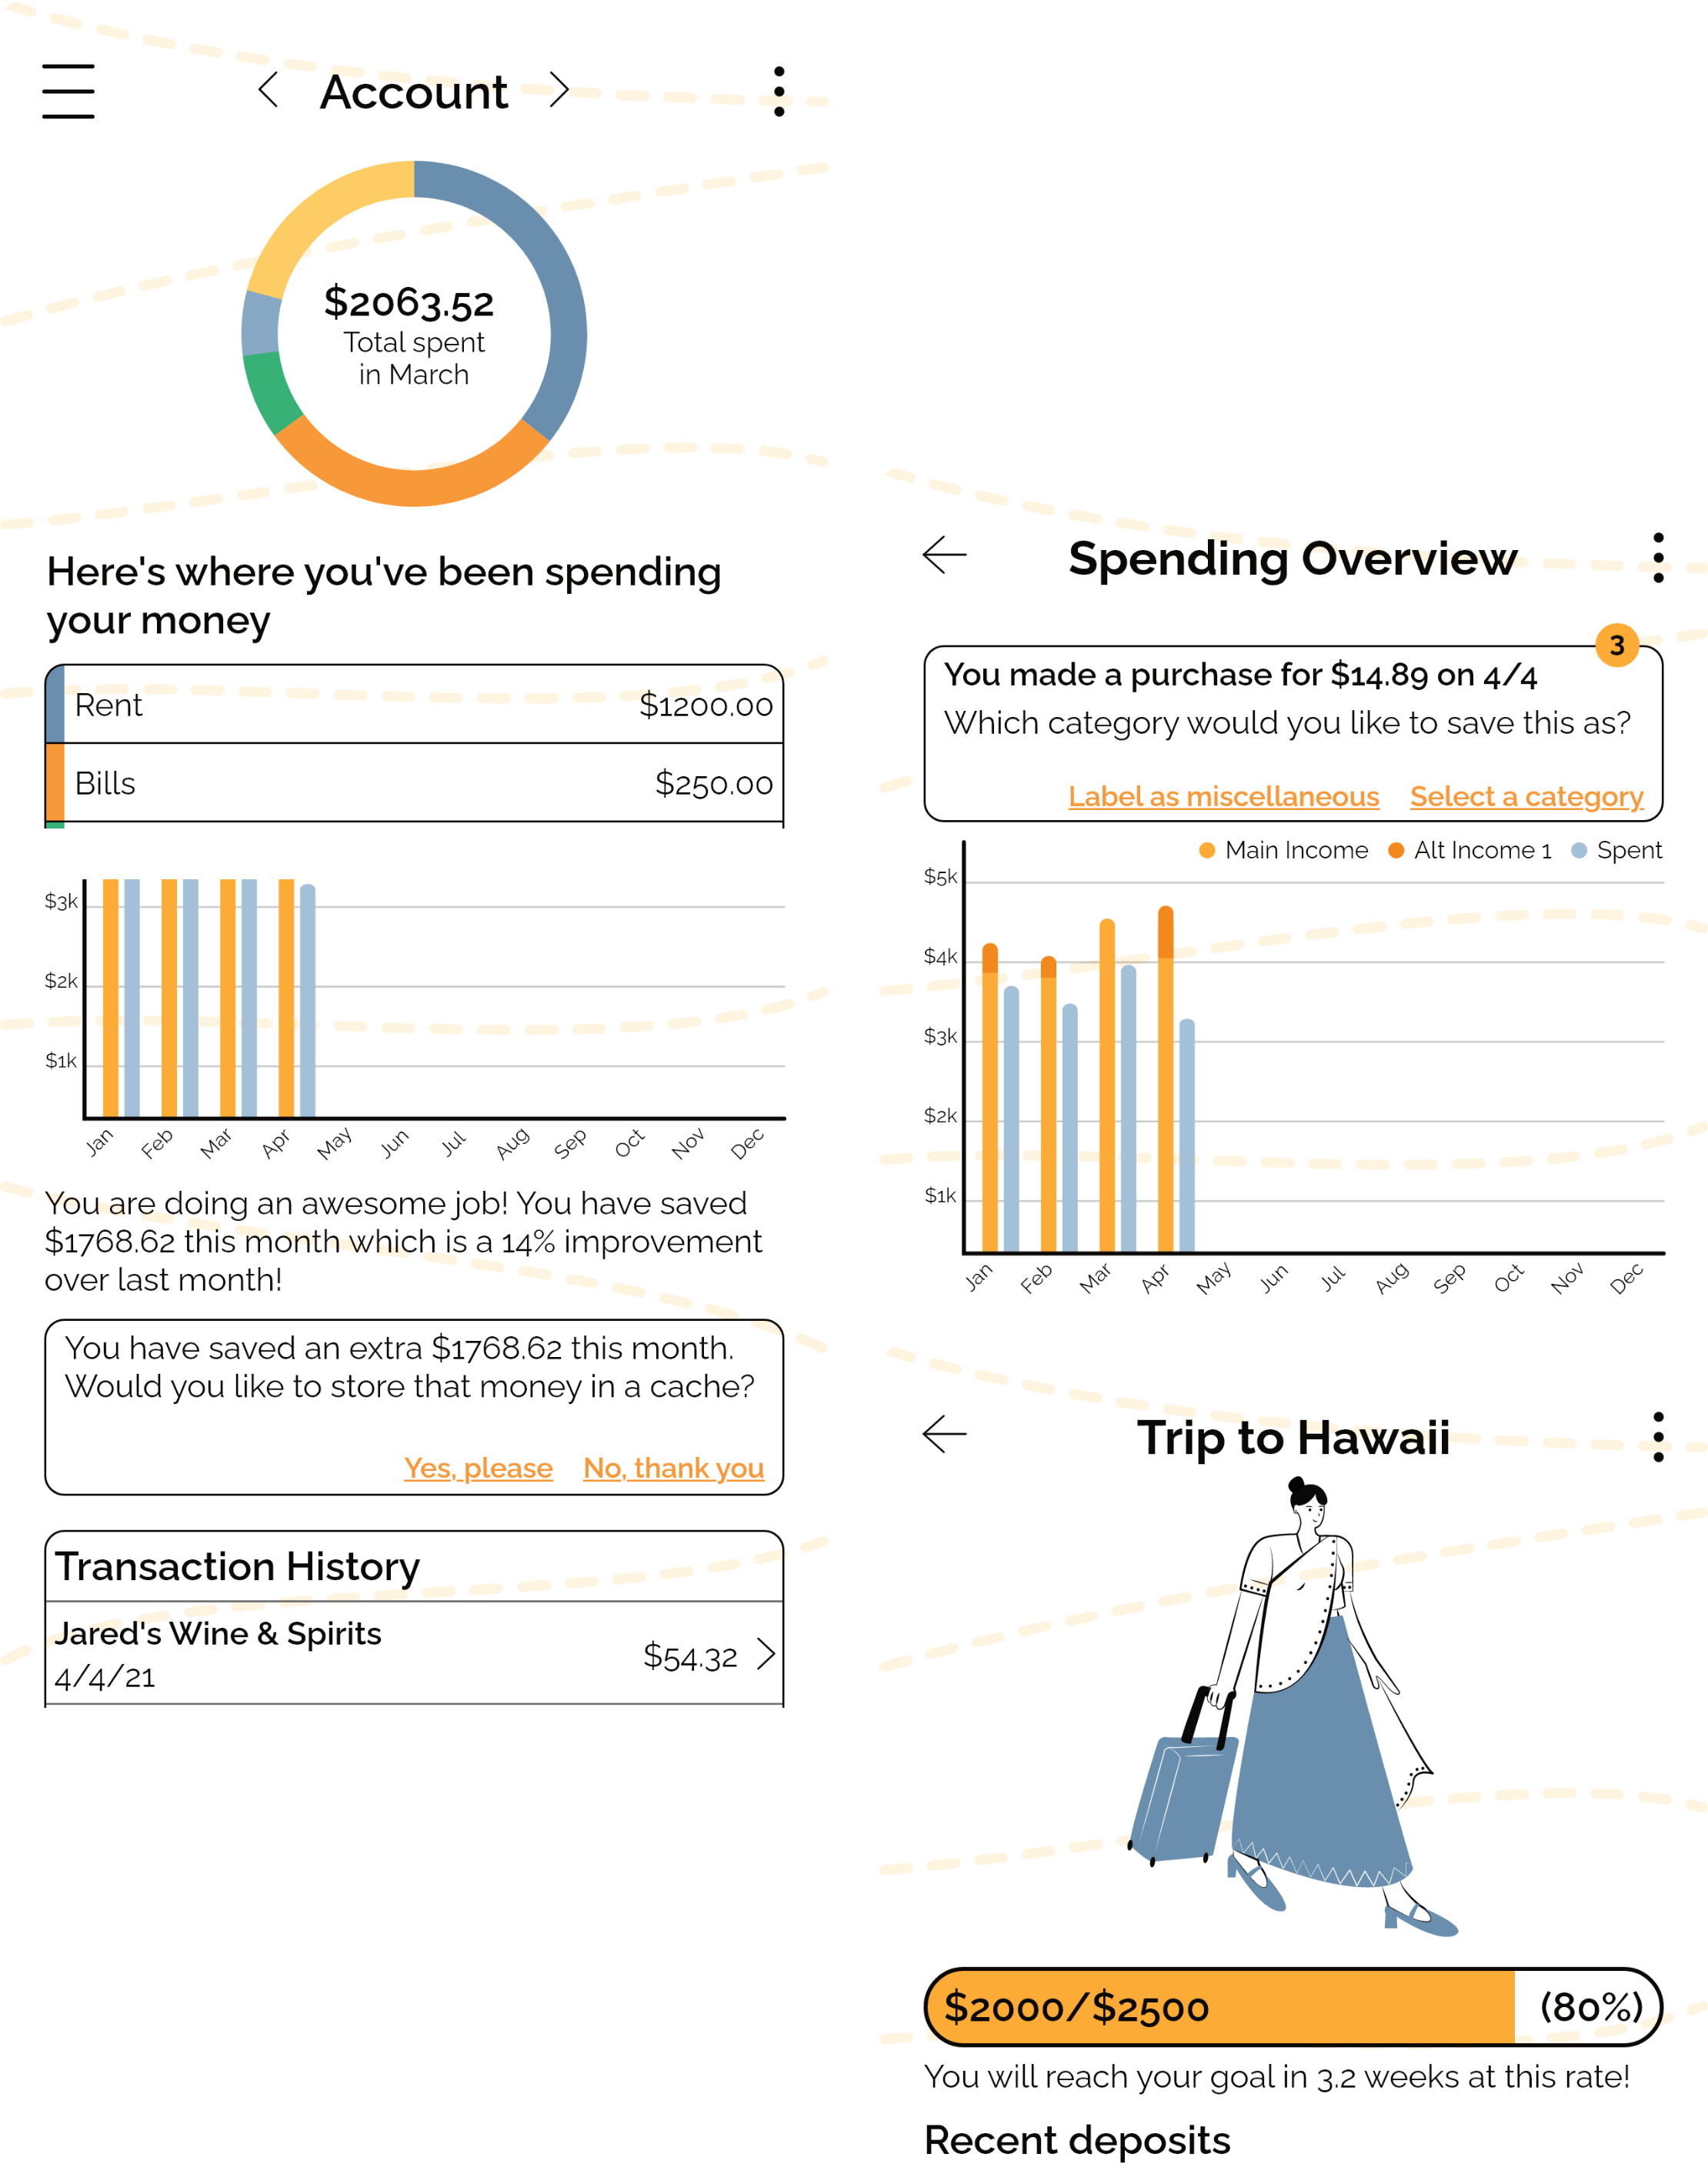 Account
$2063.52
Total spent
in March
Here's where you've been spending
your money
Rent $1200.00
Bills $250.00
$3k
$2k
$1k
Jan Feb Mar Apr May Jun Jul Aug Sep Oct Nov Dec
You are doing an awesome job! You have saved
$1768.62 this month which is a 14% improvement
over last month!
You have saved an extra $1768.62 this month.
Would you like to store that money in a cache?
Yes, please No, thank you
Transaction History
Jared's Wine & Spirits
4/4/21
$54.32
Spending Overview
3
You made a purchase for $14.89 on 4/4
Which category would you like to save this as?
Label as miscellaneous Select a category
Main Income Alt Income 1 Spent
$5k
$4k
$3k
$2k
$1k
Jan Feb Mar Apr May Jun Jul Aug Sep Oct Nov Dec
Trip to Hawaii
$2000/$2500 (80%)
You will reach your goal in 3.2 weeks at this rate!
Recent deposits